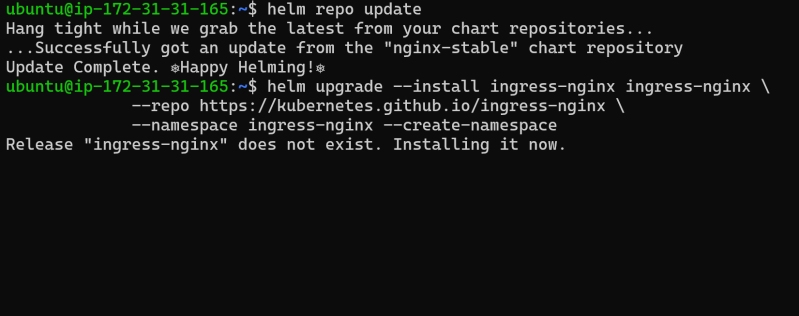 ubuntu@ip-172-31-31-165:~$ helm repo update
Hang tight while we grab the latest from your chart repositories...
...Successfully got an update from the "nginx-stable" chart repository
Update Complete. ⎈Happy Helming!⎈
ubuntu@ip-172-31-31-165:~$ helm upgrade --install ingress-nginx ingress-nginx \
             --repo https://kubernetes.github.io/ingress-nginx \
             --namespace ingress-nginx --create-namespace
Release "ingress-nginx" does not exist. Installing it now.